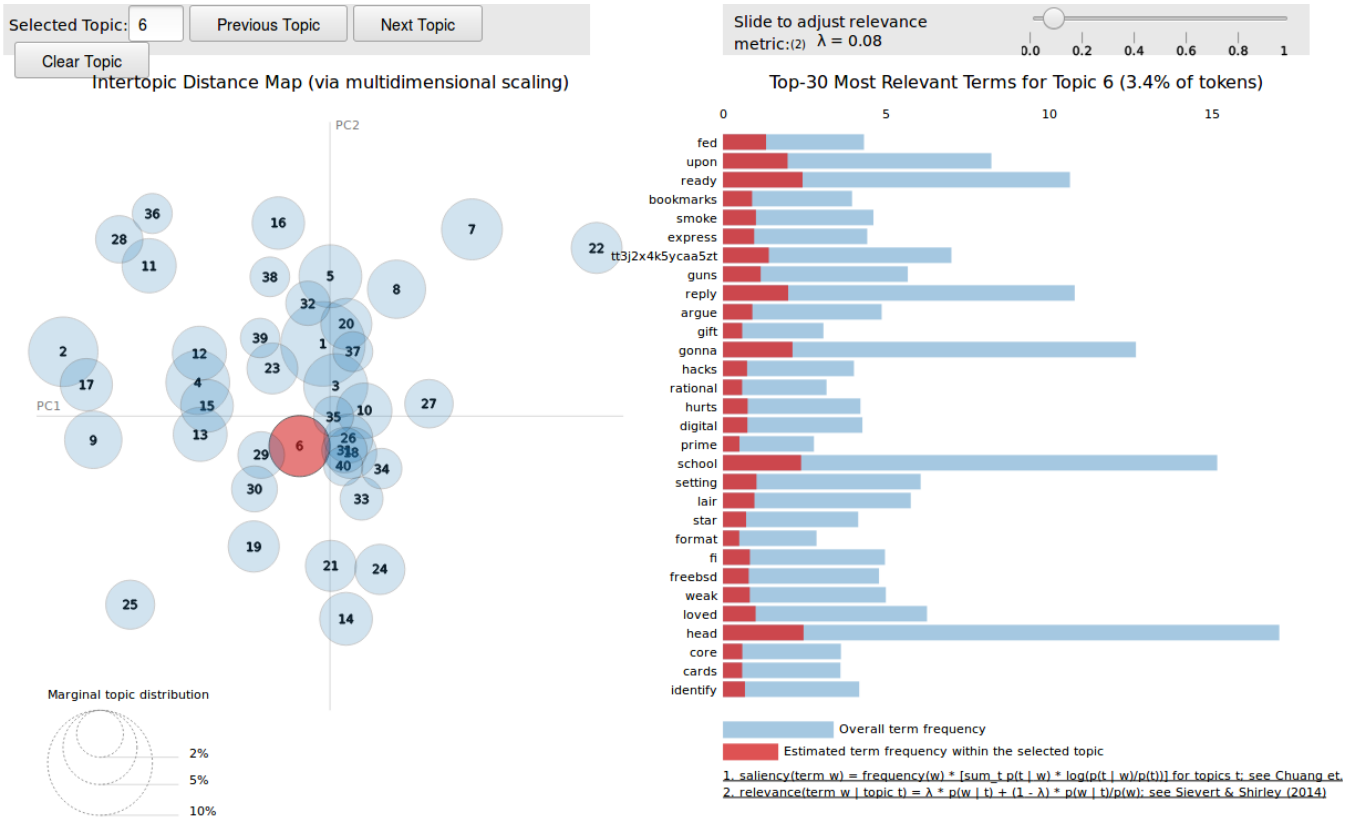 Selected Topic: 6 Previous Topic Next Topic
Clear Topic
Slide to adjust relevance
metric:(2) λ = 0.08
0.0 0.2 0.4 0.6 0.8 1
Intertopic Distance Map (via multidimensional scaling)
PC2
36
28
11
16
7
22
38
5
8
32
20
39
1
37
2
12
23
17
4
3
PC1
15
10
27
35
9
13
6
26
29
31
18
40
34
30
33
19
21
24
25
14
Marginal topic distribution
2%
5%
10%
Top-30 Most Relevant Terms for Topic 6 (3.4% of tokens)
0 5 10 15
fed
upon
ready
bookmarks
smoke
express
tt3j2x4k5ycaa5zt
guns
reply
argue
gift
gonna
hacks
rational
hurts
digital
prime
school
setting
lair
star
format
fi
freebsd
weak
loved
head
core
cards
identify
Overall term frequency
Estimated term frequency within the selected topic
1. saliency(term w) = frequency(w) * [sum_t p(t | w) * log(p(t | w)/p(t))] for topics t; see Chuang et.
2. relevance(term w | topic t) = λ * p(w | t) + (1 - λ) * p(w | t)/p(w); see Sievert & Shirley (2014)